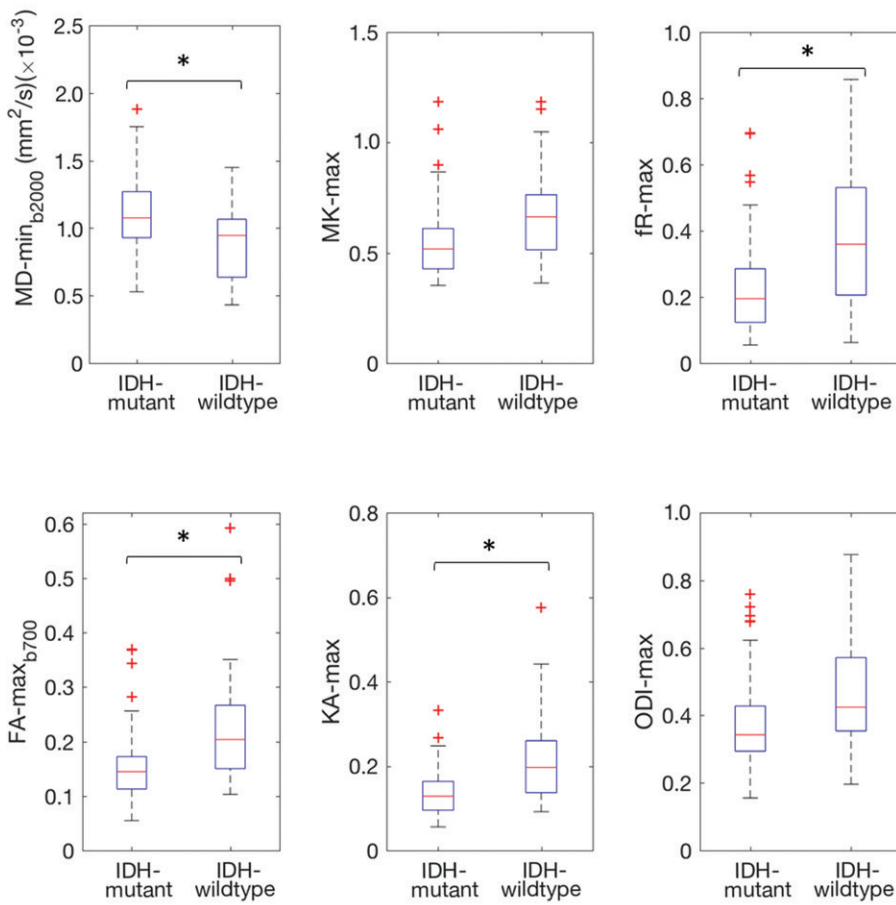 MD-min_b2000 (mm²/s)(×10⁻³)
2.5
2.0
1.5
1.0
0.5
0
*
IDH-
mutant
IDH-
wildtype
MK-max
1.5
1.0
0.5
0
IDH-
mutant
IDH-
wildtype
fR-max
1.0
0.8
0.6
0.4
0.2
0
*
IDH-
mutant
IDH-
wildtype
FA-max_b700
0.6
0.5
0.4
0.3
0.2
0.1
0
*
IDH-
mutant
IDH-
wildtype
KA-max
0.8
0.6
0.4
0.2
0
*
IDH-
mutant
IDH-
wildtype
ODI-max
1.0
0.8
0.6
0.4
0.2
0
IDH-
mutant
IDH-
wildtype